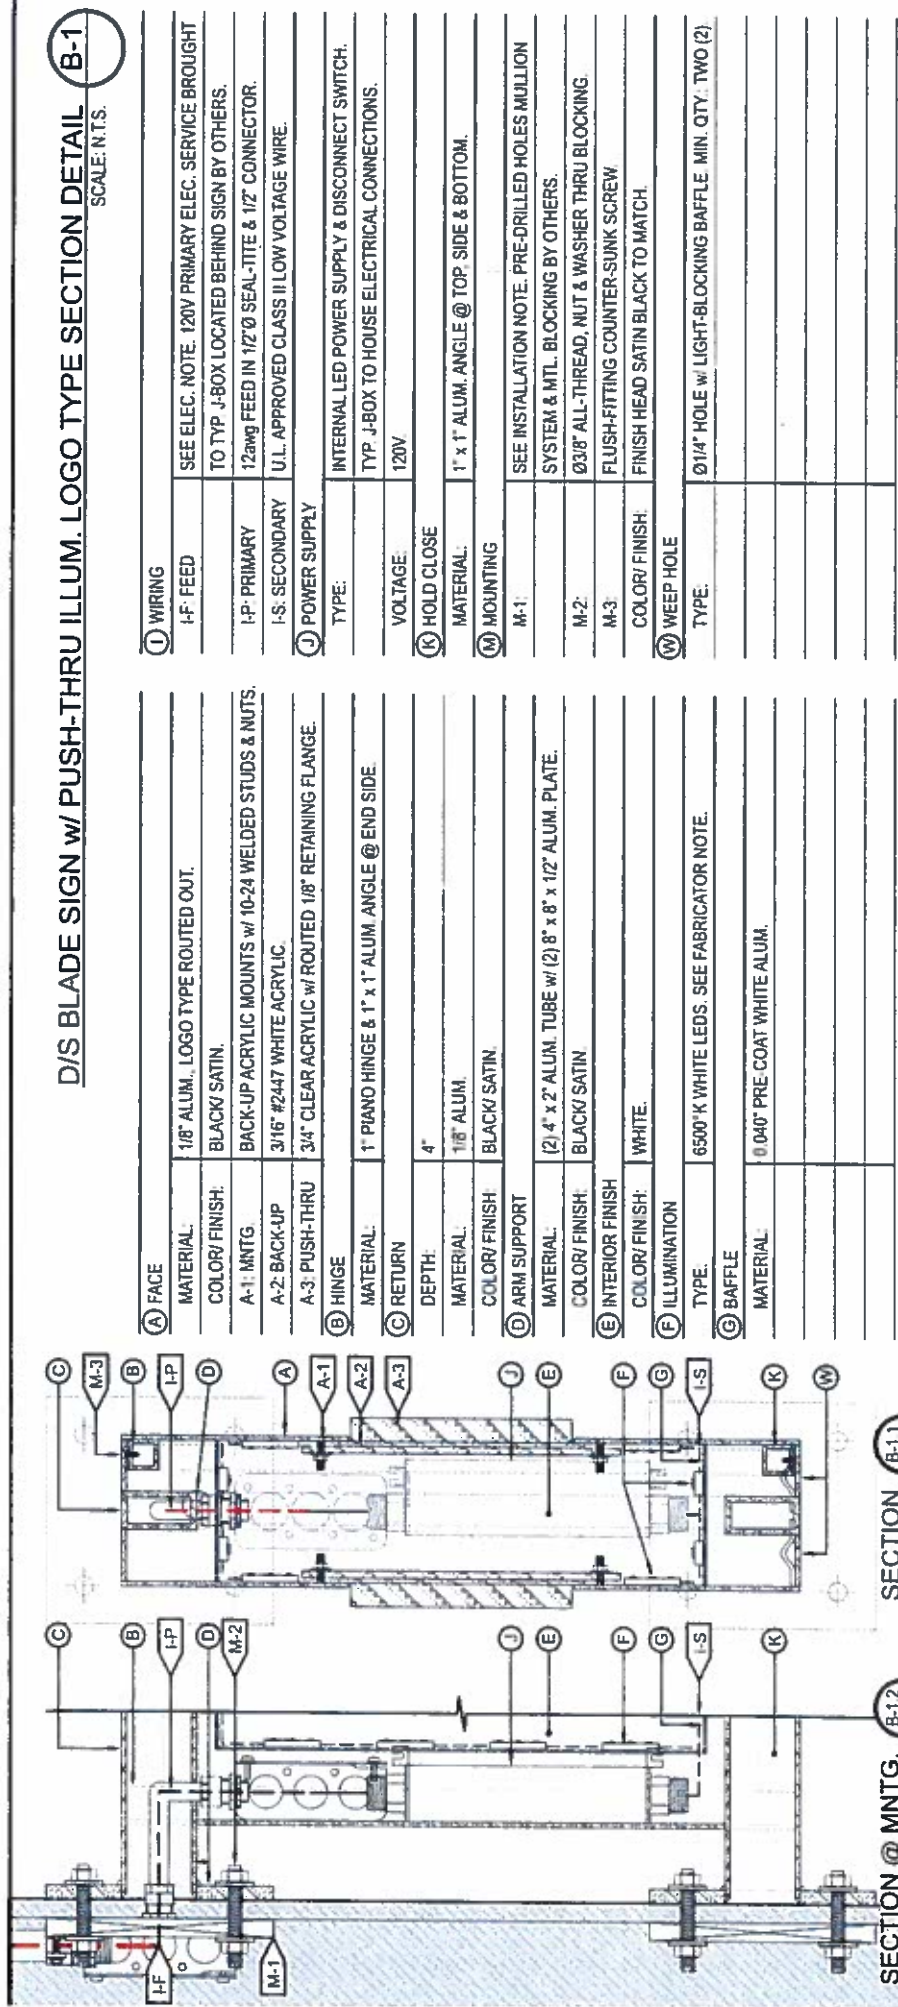 D/S BLADE SIGN w/ PUSH-THRU ILLUM. LOGO TYPE SECTION DETAIL
B-1
SCALE: N.T.S.
A FACE
MATERIAL: 1/8" ALUM., LOGO TYPE ROUTED OUT.
COLOR/ FINISH: BLACK/ SATIN.
A-1: MNTG. BACK-UP ACRYLIC MOUNTS w/ 10-24 WELDED STUDS & NUTS.
A-2: BACK-UP 3/16" #2447 WHITE ACRYLIC.
A-3: PUSH-THRU 3/4" CLEAR ACRYLIC w/ ROUTED 1/8" RETAINING FLANGE.
B HINGE
MATERIAL: 1" PIANO HINGE & 1" x 1" ALUM. ANGLE @ END SIDE.
C RETURN
DEPTH: 4"
MATERIAL: 1/8" ALUM.
COLOR/ FINISH: BLACK/ SATIN.
D ARM SUPPORT
MATERIAL: (2) 4" x 2" ALUM. TUBE w/ (2) 8" x 8" x 1/2" ALUM. PLATE.
COLOR/ FINISH: BLACK/ SATIN.
E INTERIOR FINISH
COLOR/ FINISH: WHITE.
F ILLUMINATION
TYPE: 6500°K WHITE LEDS. SEE FABRICATOR NOTE.
G BAFFLE
MATERIAL: 0.040" PRE-COAT WHITE ALUM.
I WIRING
I-F: FEED SEE ELEC. NOTE. 120V PRIMARY ELEC. SERVICE BROUGHT
TO TYP. J-BOX LOCATED BEHIND SIGN BY OTHERS.
I-P: PRIMARY 12awg FEED IN 1/2"Ø SEAL-TITE & 1/2" CONNECTOR.
I-S: SECONDARY U.L. APPROVED CLASS II LOW VOLTAGE WIRE.
J POWER SUPPLY
TYPE: INTERNAL LED POWER SUPPLY & DISCONNECT SWITCH.
TYP. J-BOX TO HOUSE ELECTRICAL CONNECTIONS.
VOLTAGE: 120V.
K HOLD CLOSE
MATERIAL: 1" x 1" ALUM. ANGLE @ TOP, SIDE & BOTTOM.
M MOUNTING
M-1: SEE INSTALLATION NOTE. PRE-DRILLED HOLES MULLION
SYSTEM & MTL. BLOCKING BY OTHERS.
M-2: Ø3/8" ALL-THREAD, NUT & WASHER THRU BLOCKING.
M-3: FLUSH-FITTING COUNTER-SUNK SCREW.
COLOR/ FINISH: FINISH HEAD SATIN BLACK TO MATCH.
W WEEP HOLE
TYPE: Ø1/4" HOLE w/ LIGHT-BLOCKING BAFFLE. MIN. QTY.: TWO (2)
C
M-3
B
I-P
D
A
A-1
A-2
A-3
J
E
F
G
I-S
K
W
SECTION B-1.1
C
B
I-P
D
M-2
J
E
F
G
I-S
K
I-F
M-1
SECTION @ MNTG. B-1.2